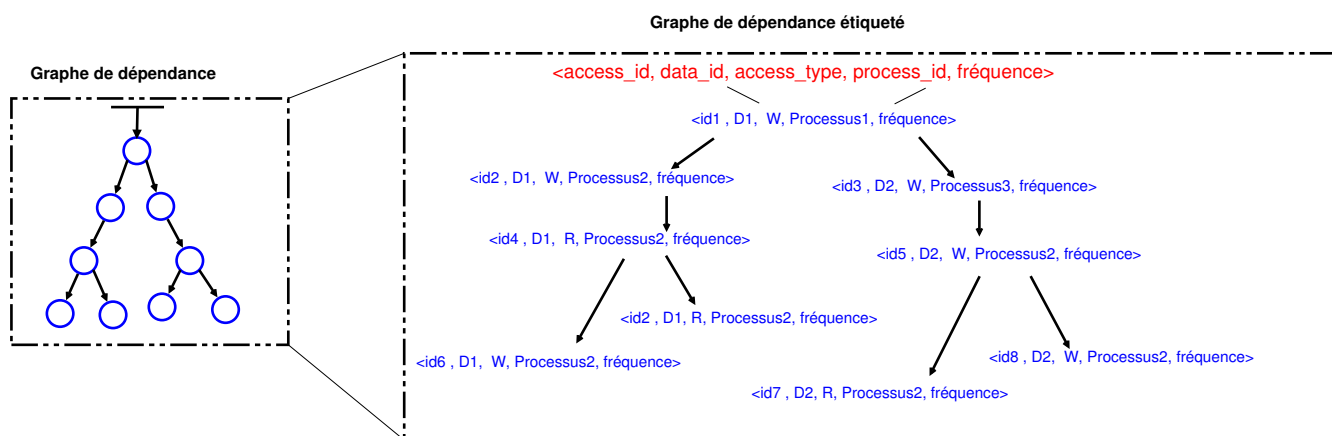 Graphe de dépendance étiqueté
Graphe de dépendance
<access_id, data_id, access_type, process_id, fréquence>
<id1 , D1, W, Processus1, fréquence>
<id2 , D1, W, Processus2, fréquence>
<id3 , D2, W, Processus3, fréquence>
<id4 , D1, R, Processus2, fréquence>
<id5 , D2, W, Processus2, fréquence>
<id2 , D1, R, Processus2, fréquence>
<id6 , D1, W, Processus2, fréquence>
<id8 , D2, W, Processus2, fréquence>
<id7 , D2, R, Processus2, fréquence>